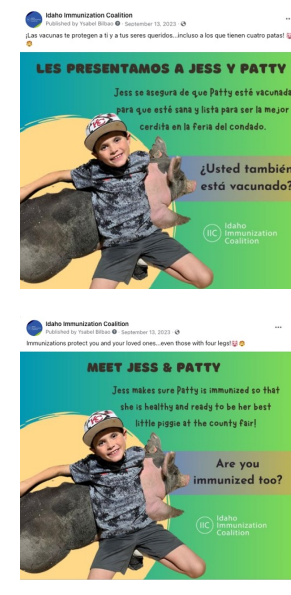 Idaho Immunization Coalition
Published by Ysabel Bilbao · September 13, 2023 ·
¡Las vacunas te protegen a ti y a tus seres queridos...incluso a los que tienen cuatro patas!
LES PRESENTAMOS A JESS Y PATTY
Jess se asegura de que Patty esté vacunada
para que esté sana y lista para ser la mejor
cerdita en la feria del condado.
¿Usted también
está vacunado?
IIC
Idaho
Immunization
Coalition
Idaho Immunization Coalition
Published by Ysabel Bilbao · September 13, 2023 ·
Immunizations protect you and your loved ones...even those with four legs!
MEET JESS & PATTY
Jess makes sure Patty is immunized so that
she is healthy and ready to be her best
little piggie at the county fair!
Are you
immunized too?
IIC
Idaho
Immunization
Coalition